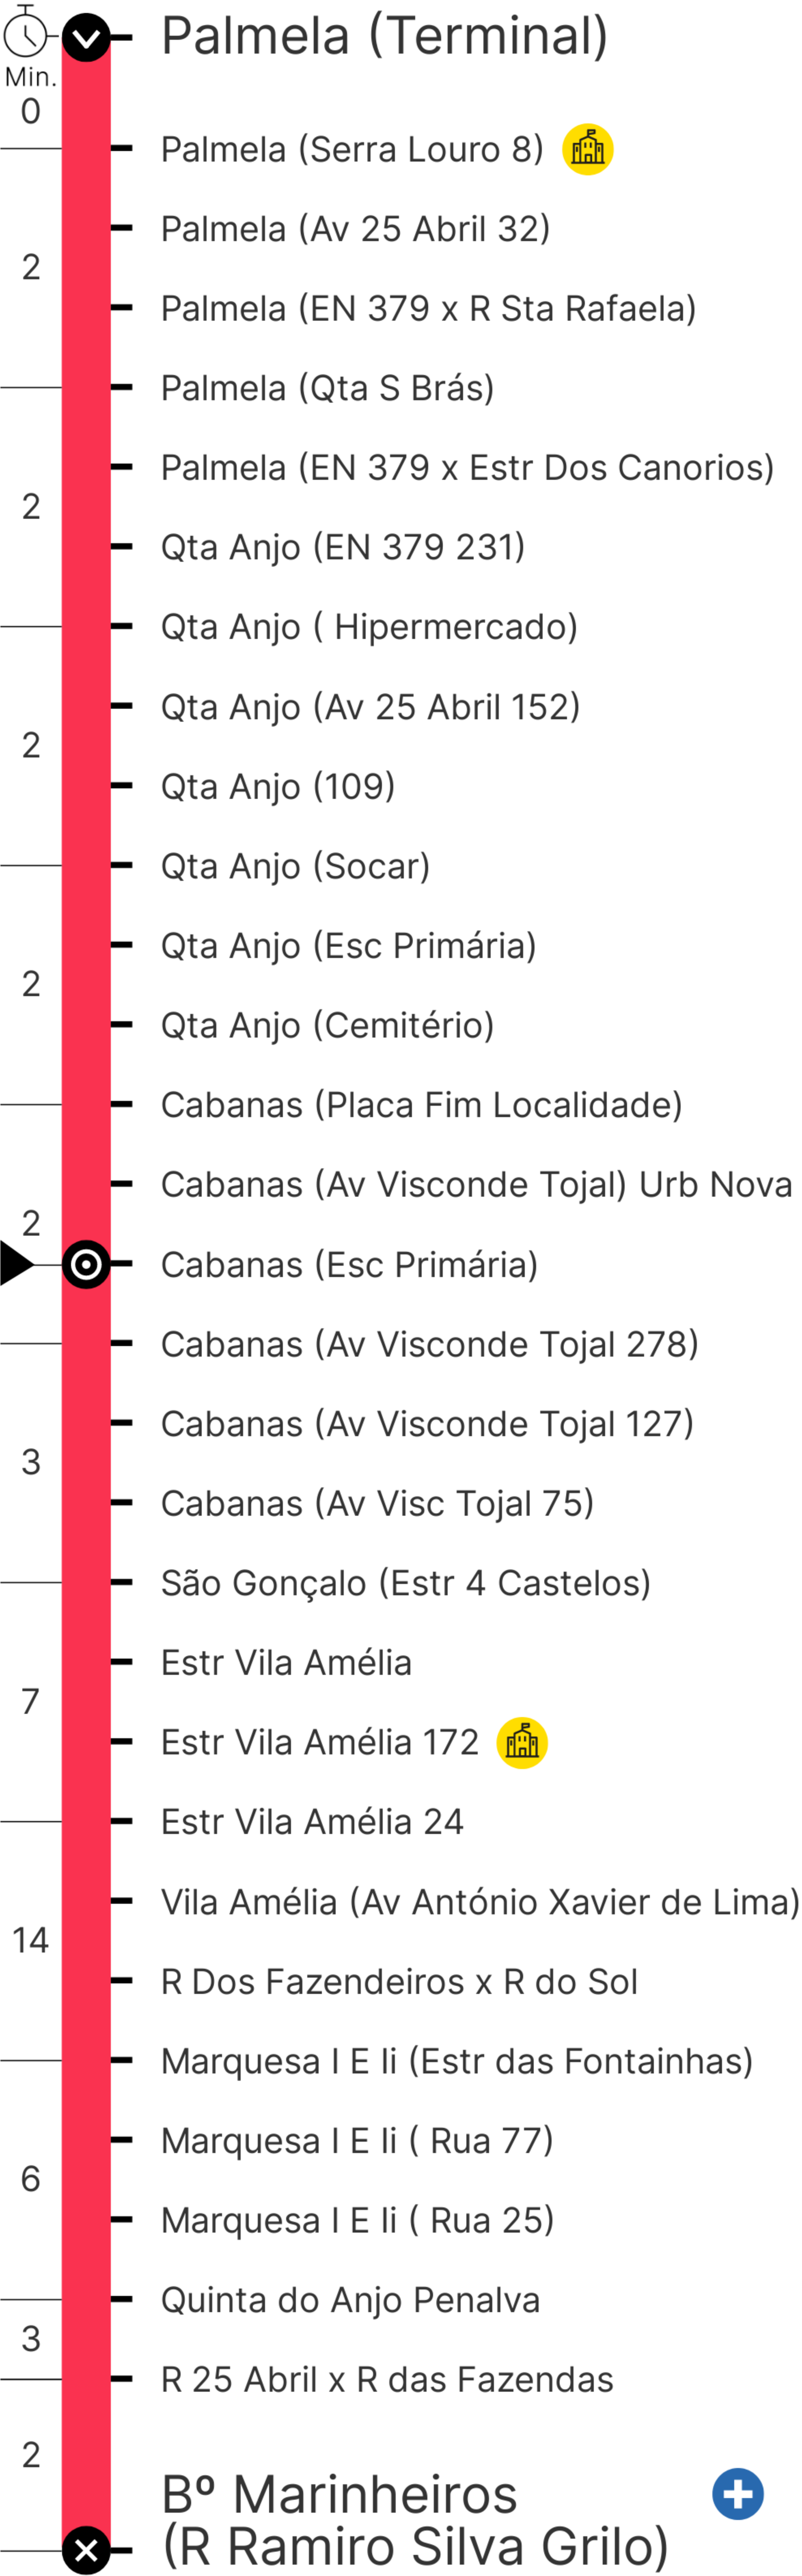 Palmela (Terminal)
Min.
0
Palmela (Serra Louro 8)
Palmela (Av 25 Abril 32)
2
Palmela (EN 379 x R Sta Rafaela)
Palmela (Qta S Brás)
Palmela (EN 379 x Estr Dos Canorios)
2
Qta Anjo (EN 379 231)
Qta Anjo ( Hipermercado)
Qta Anjo (Av 25 Abril 152)
2
Qta Anjo (109)
Qta Anjo (Socar)
Qta Anjo (Esc Primária)
2
Qta Anjo (Cemitério)
Cabanas (Placa Fim Localidade)
Cabanas (Av Visconde Tojal) Urb Nova
2
Cabanas (Esc Primária)
Cabanas (Av Visconde Tojal 278)
Cabanas (Av Visconde Tojal 127)
3
Cabanas (Av Visc Tojal 75)
São Gonçalo (Estr 4 Castelos)
Estr Vila Amélia
7
Estr Vila Amélia 172
Estr Vila Amélia 24
Vila Amélia (Av António Xavier de Lima)
14
R Dos Fazendeiros x R do Sol
Marquesa I E Ii (Estr das Fontainhas)
Marquesa I E Ii ( Rua 77)
6
Marquesa I E Ii ( Rua 25)
Quinta do Anjo Penalva
3
R 25 Abril x R das Fazendas
2
Bº Marinheiros
(R Ramiro Silva Grilo)